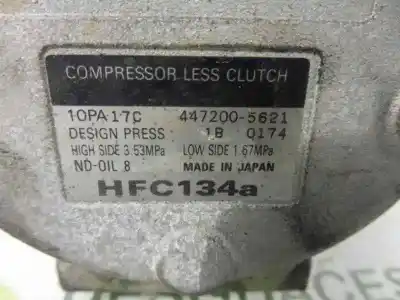 COMPRESSOR LESS CLUTCH
10PA17C 447200-5621
DESIGN PRESS 1B 0174
HIGH SIDE 3.53MPa LOW SIDE 1.67MPa
ND-OIL 8 MADE IN JAPAN
HFC134a